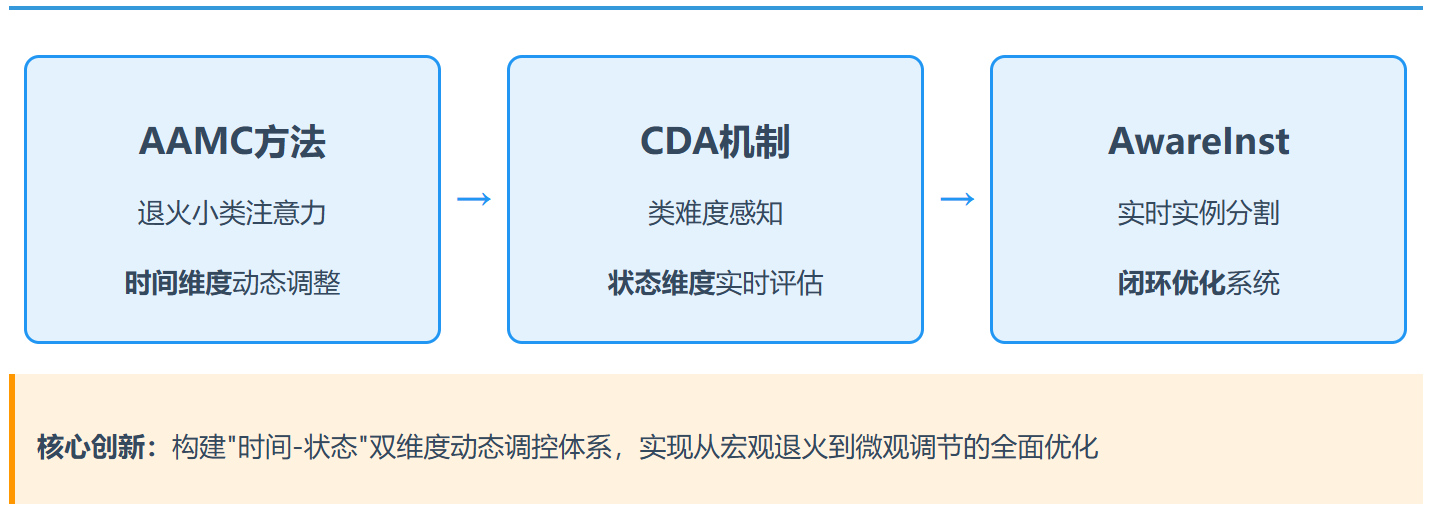 AAMC方法
退火小类注意力
时间维度动态调整
→
CDA机制
类难度感知
状态维度实时评估
→
AwareInst
实时实例分割
闭环优化系统
核心创新：构建"时间-状态"双维度动态调控体系，实现从宏观退火到微观调节的全面优化